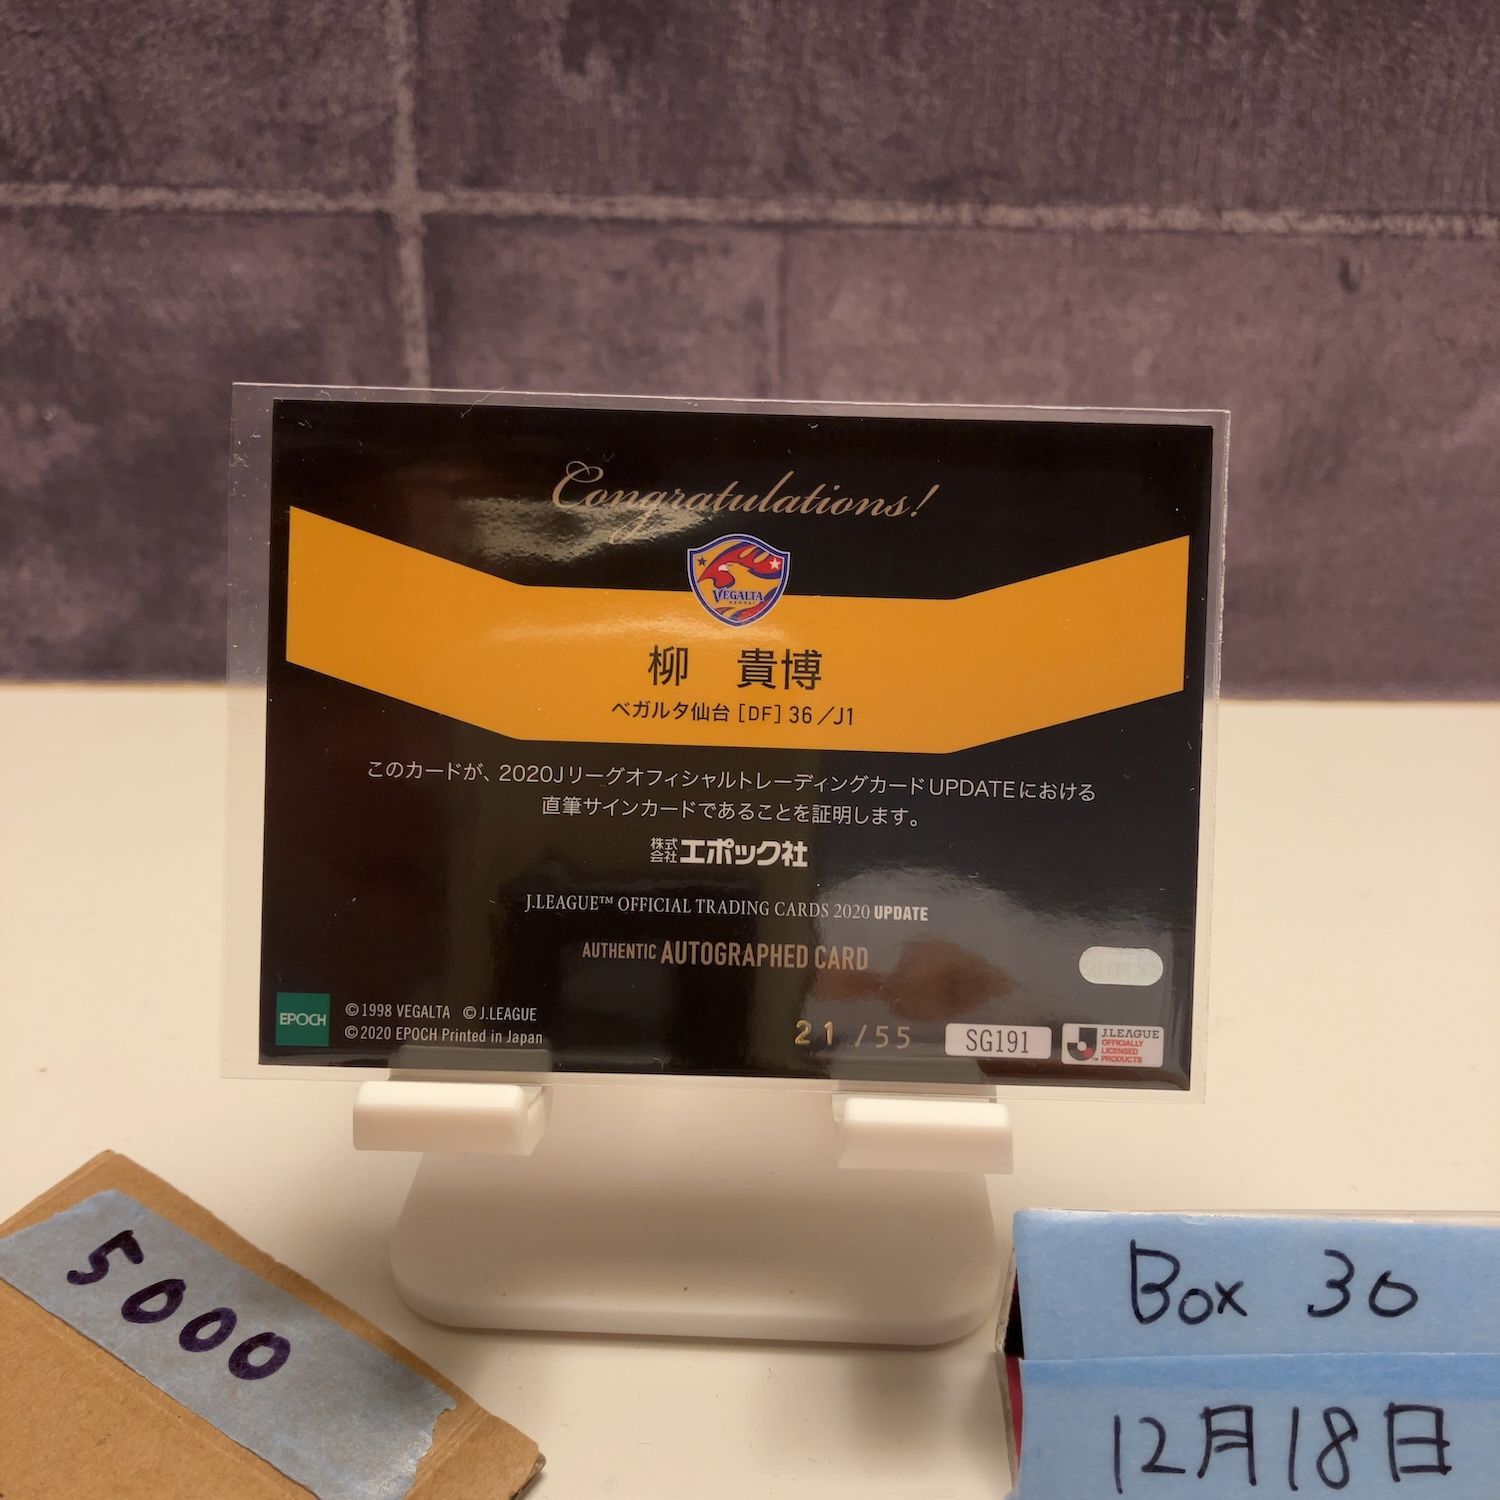 Congratulations!
VEGALTA
柳 貴博
ベガルタ仙台[DF]36/J1
このカードが、2020JリーグオフィシャルトレーディングカードUPDATEにおける
直筆サインカードであることを証明します。
株式会社エポック社
J.LEAGUE™ OFFICIAL TRADING CARDS 2020 UPDATE
AUTHENTIC AUTOGRAPHED CARD
EPOCH
©1998 VEGALTA ©J.LEAGUE
©2020 EPOCH Printed in Japan
21/55
SG191
J.LEAGUE
OFFICIALLY
LICENSED
PRODUCTS
5000
Box 30
12月18日